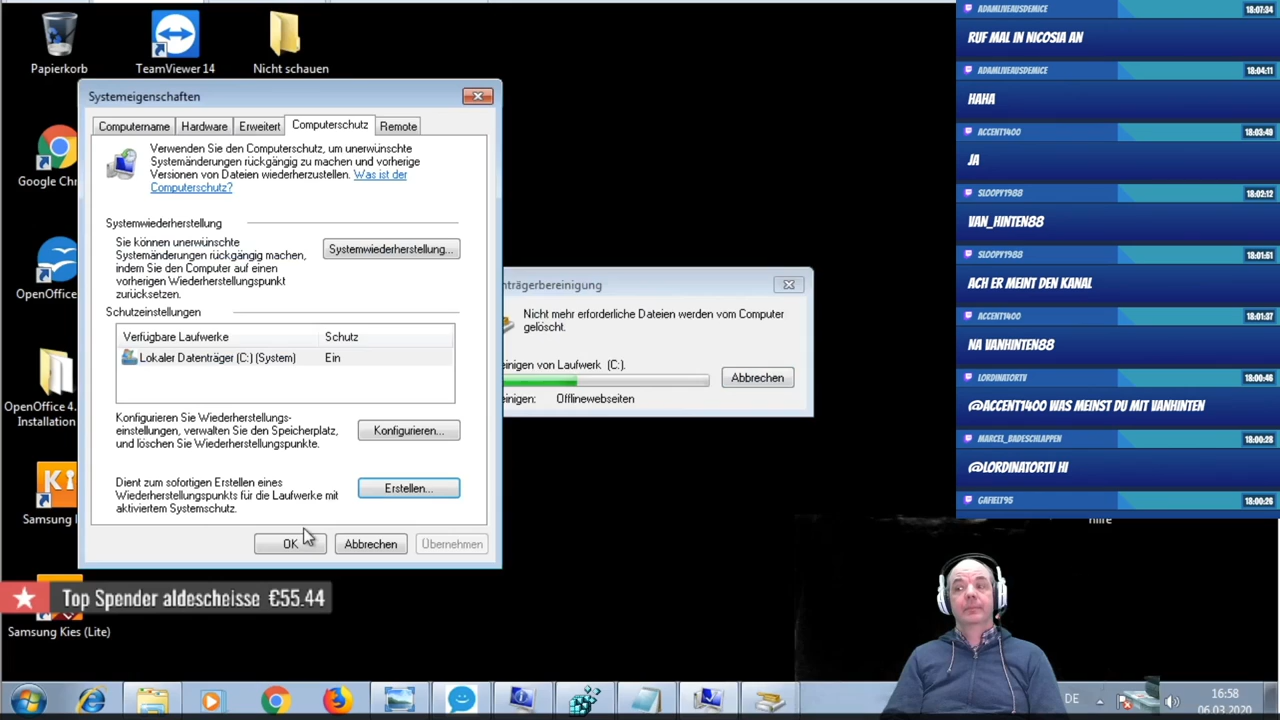 Papierkorb
TeamViewer 14
Nicht schauen
Google Chr
OpenOffice
OpenOffice 4.
Installation
Samsung
Samsung Kies (Lite)
Systemeigenschaften
Computername
Hardware
Erweitert
Computerschutz
Remote
Verwenden Sie den Computerschutz, um unerwünschte
Systemänderungen rückgängig zu machen und vorherige
Versionen von Dateien wiederherzustellen. Was ist der
Computerschutz?
Systemwiederherstellung
Sie können unerwünschte
Systemänderungen rückgängig machen,
indem Sie den Computer auf einen
vorherigen Wiederherstellungspunkt
zurücksetzen.
Systemwiederherstellung...
Schutzeinstellungen
Verfügbare Laufwerke
Schutz
Lokaler Datenträger (C:) (System)
Ein
Konfigurieren Sie Wiederherstellungs-
einstellungen, verwalten Sie den Speicherplatz,
und löschen Sie Wiederherstellungspunkte.
Konfigurieren...
Dient zum sofortigen Erstellen eines
Wiederherstellungspunkts für die Laufwerke mit
aktiviertem Systemschutz.
Erstellen...
OK
Abbrechen
Übernehmen
nträgerbereinigung
Nicht mehr erforderliche Dateien werden vom Computer
gelöscht.
einigen von Laufwerk (C:).
Abbrechen
einigen: Offlinewebseiten
Top Spender aldescheisse €55.44
ADAMLIVEAUSDEMICE 18:07:34
RUF MAL IN NICOSIA AN
ADAMLIVEAUSDEMICE 18:04:11
HAHA
ACCENT1400 18:03:49
JA
SLOOPY1988 18:02:12
VAN_HINTEN88
SLOOPY1988 18:01:51
ACH ER MEINT DEN KANAL
ACCENT1400 18:01:37
NA VANHINTEN88
LORDINATORTV 18:00:46
@ACCENT1400 WAS MEINST DU MIT VANHINTEN
MARCEL_BADESCHLAPPEN 18:00:28
@LORDINATORTV HI
GAFIELT95 18:00:26
DE
16:58
06.03.2020